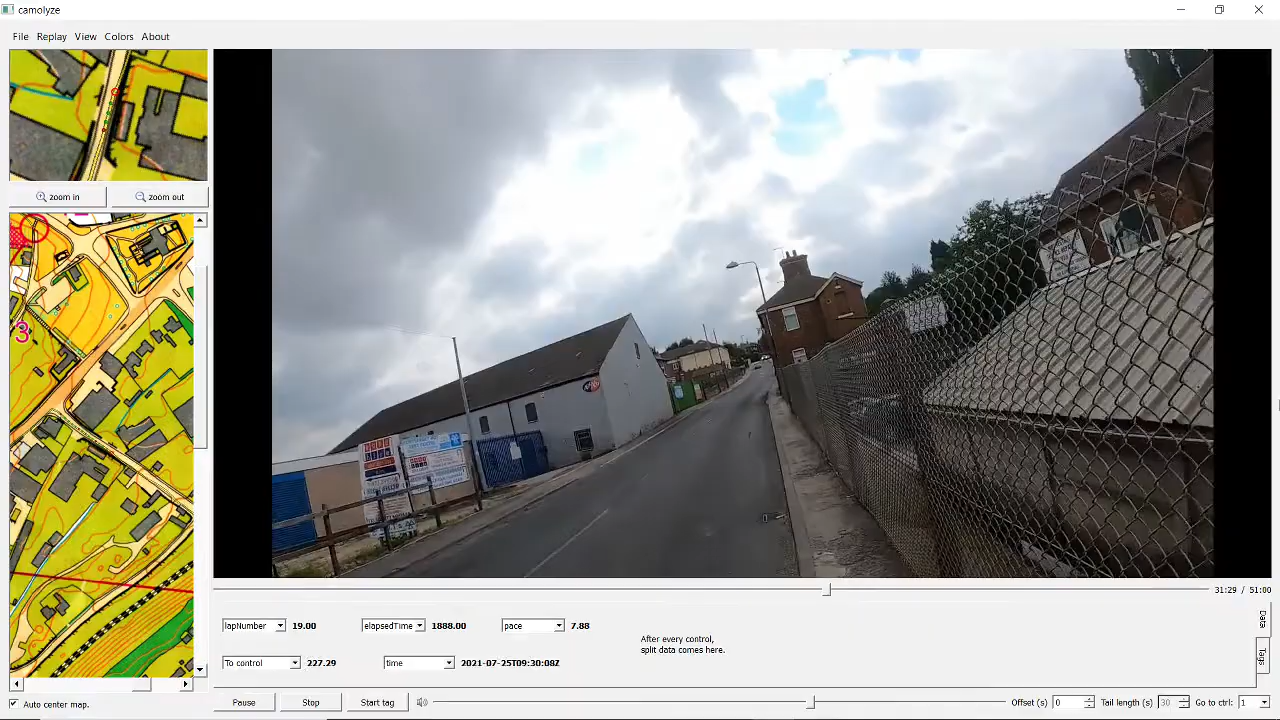 camolyze
File Replay View Colors About
zoom in zoom out
3
31:29 / 51:00
lapNumber 19.00 elapsedTime 1888.00 pace 7.88
After every control,
split data comes here.
To control 227.29 time 2021-07-25T09:30:08Z
Data
Tags
Auto center map.
Pause Stop Start tag Offset (s) 0 Tail length (s) 30 Go to ctrl: 1